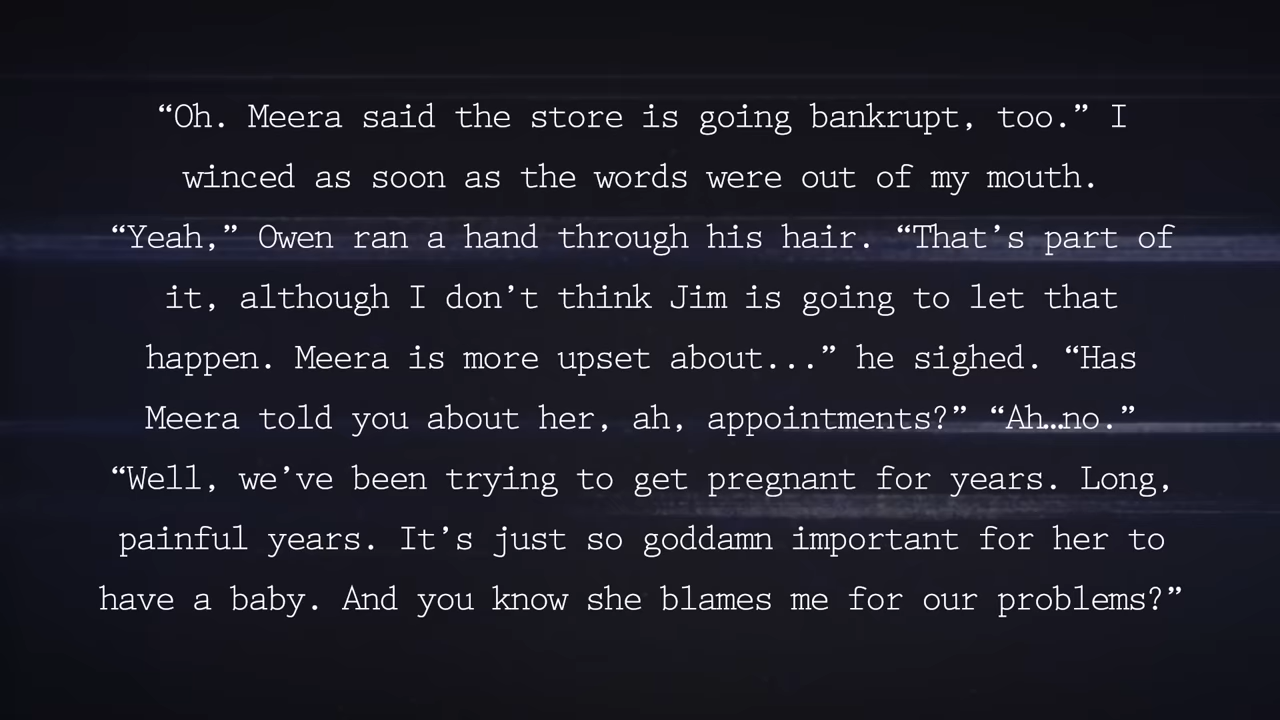 “Oh. Meera said the store is going bankrupt, too.” I
winced as soon as the words were out of my mouth.
“Yeah,” Owen ran a hand through his hair. “That’s part of
it, although I don’t think Jim is going to let that
happen. Meera is more upset about...” he sighed. “Has
Meera told you about her, ah, appointments?” “Ah…no.”
“Well, we’ve been trying to get pregnant for years. Long,
painful years. It’s just so goddamn important for her to
have a baby. And you know she blames me for our problems?”